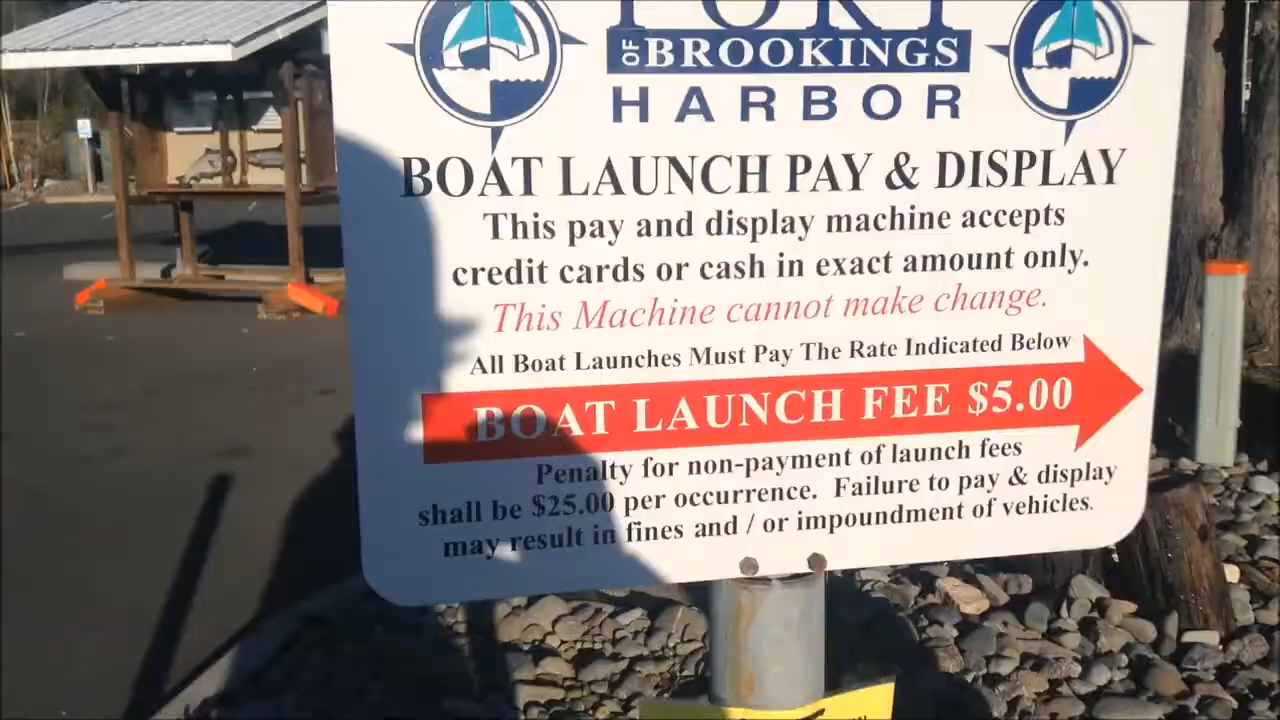 PORT
OF BROOKINGS
HARBOR
BOAT LAUNCH PAY & DISPLAY
This pay and display machine accepts
credit cards or cash in exact amount only.
This Machine cannot make change.
All Boat Launches Must Pay The Rate Indicated Below
BOAT LAUNCH FEE $5.00
Penalty for non-payment of launch fees
shall be $25.00 per occurrence. Failure to pay & display
may result in fines and / or impoundment of vehicles.